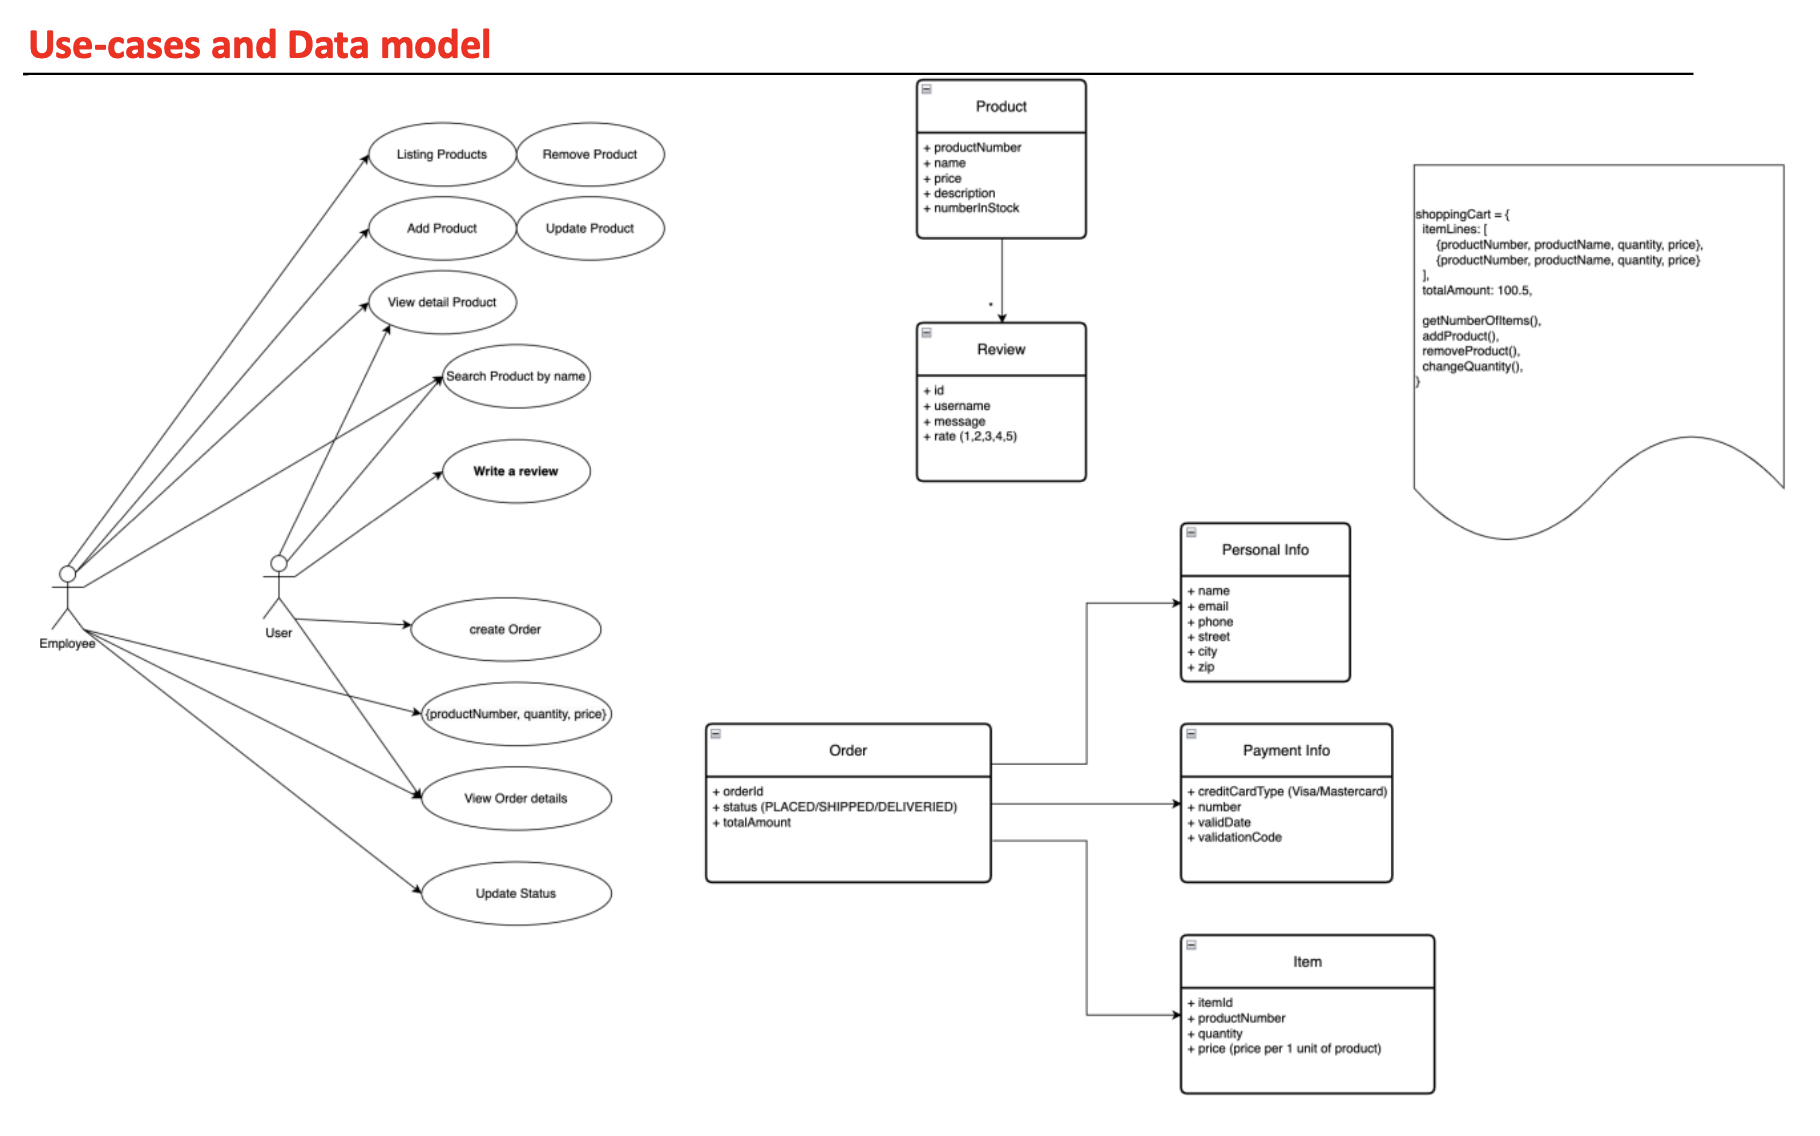 Use-cases and Data model
Listing Products
Remove Product
Add Product
Update Product
View detail Product
Search Product by name
Write a review
Employee
User
create Order
{productNumber, quantity, price}
View Order details
Update Status
Product
+ productNumber
+ name
+ price
+ description
+ numberInStock
*
Review
+ id
+ username
+ message
+ rate (1,2,3,4,5)
shoppingCart = {
itemLines: [
{productNumber, productName, quantity, price},
{productNumber, productName, quantity, price}
],
totalAmount: 100.5,
getNumberOfItems(),
addProduct(),
removeProduct(),
changeQuantity(),
}
Personal Info
+ name
+ email
+ phone
+ street
+ city
+ zip
Order
+ orderId
+ status (PLACED/SHIPPED/DELIVERIED)
+ totalAmount
Payment Info
+ creditCardType (Visa/Mastercard)
+ number
+ validDate
+ validationCode
Item
+ itemId
+ productNumber
+ quantity
+ price (price per 1 unit of product)